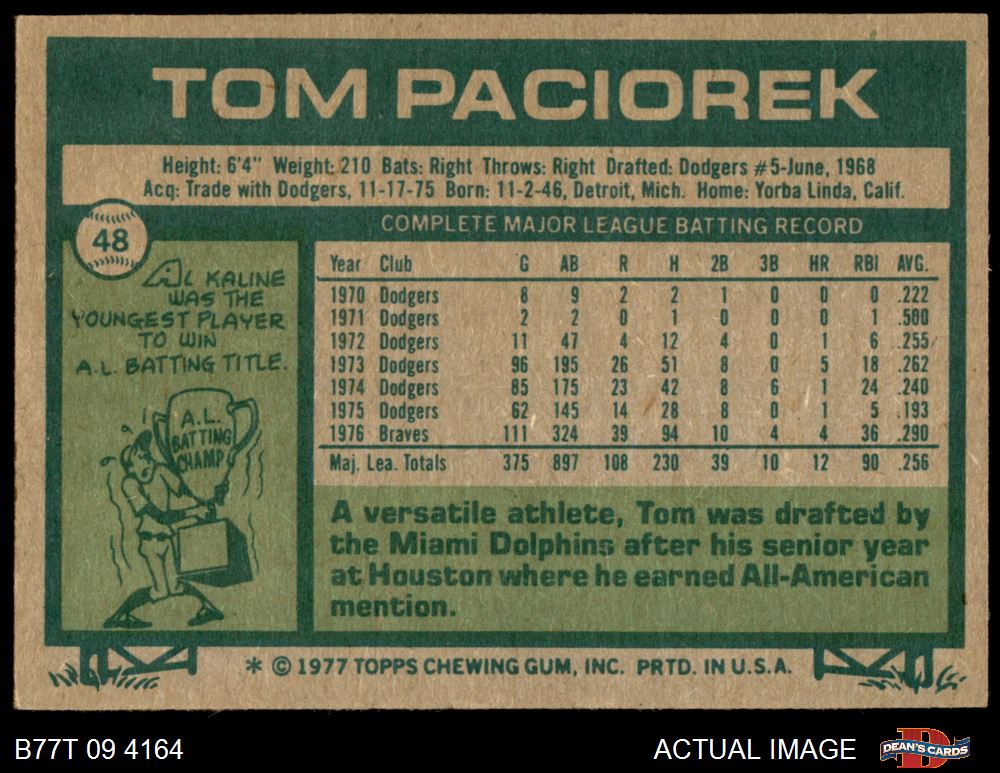 TOM PACIOREK
Height: 6'4" Weight: 210 Bats: Right Throws: Right Drafted: Dodgers #5-June, 1968
Acq: Trade with Dodgers, 11-17-75 Born: 11-2-46, Detroit, Mich. Home: Yorba Linda, Calif.
48
AL KALINE
WAS THE
YOUNGEST PLAYER
TO WIN
A.L. BATTING TITLE.
A.L.
BATTING
CHAMP
COMPLETE MAJOR LEAGUE BATTING RECORD
Year Club G AB R H 2B 3B HR RBI AVG.
1970 Dodgers 8 9 2 2 1 0 0 0 .222
1971 Dodgers 2 2 0 1 0 0 0 1 .500
1972 Dodgers 11 47 4 12 4 0 1 6 .255
1973 Dodgers 96 195 26 51 8 0 5 18 .262
1974 Dodgers 85 175 23 42 8 6 1 24 .240
1975 Dodgers 62 145 14 28 8 0 1 5 .193
1976 Braves 111 324 39 94 10 4 4 36 .290
Maj. Lea. Totals 375 897 108 230 39 10 12 90 .256
A versatile athlete, Tom was drafted by
the Miami Dolphins after his senior year
at Houston where he earned All-American
mention.
* © 1977 TOPPS CHEWING GUM, INC. PRTD. IN U.S.A.
B77T 09 4164
ACTUAL IMAGE
DEAN'S CARDS